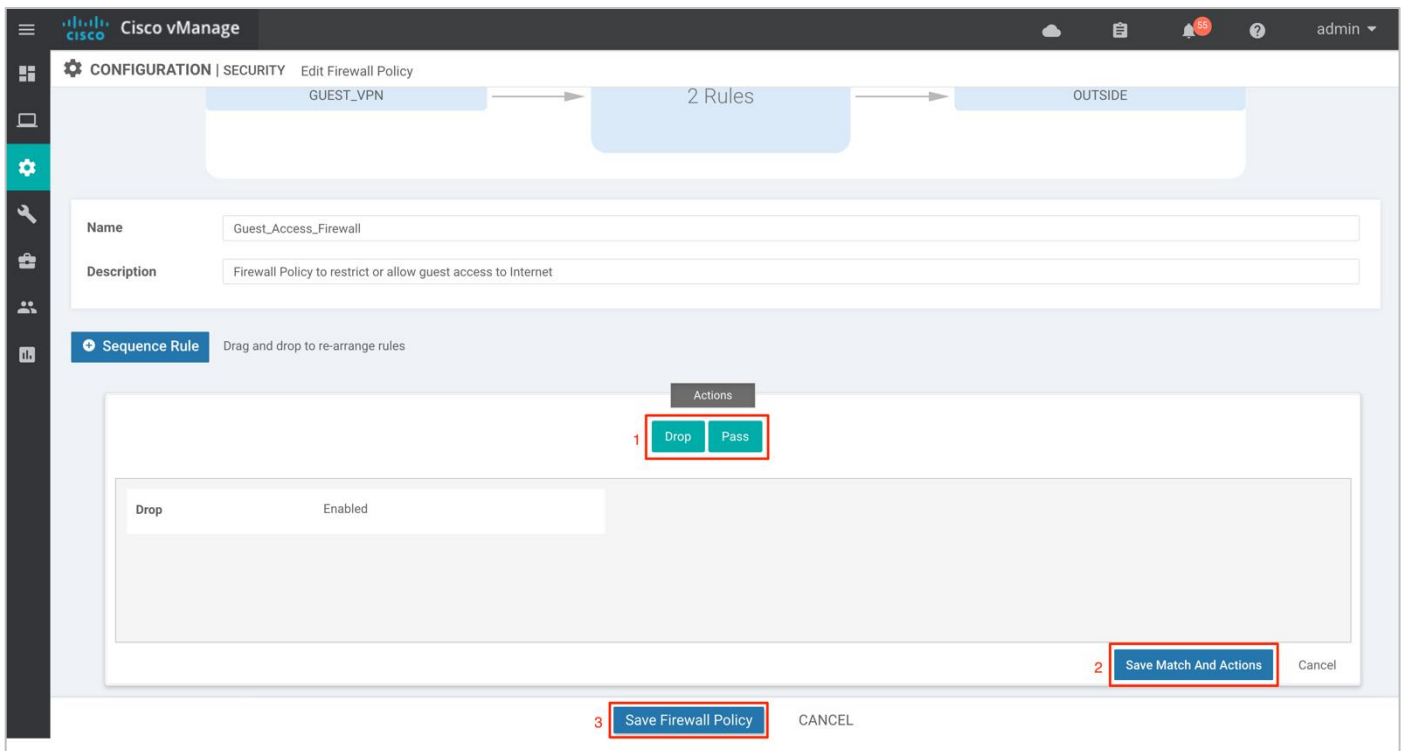 cisco Cisco vManage 55 admin
CONFIGURATION | SECURITY Edit Firewall Policy
GUEST_VPN 2 Rules OUTSIDE
Name Guest_Access_Firewall
Description Firewall Policy to restrict or allow guest access to Internet
Sequence Rule Drag and drop to re-arrange rules
Actions
1 Drop Pass
Drop Enabled
2 Save Match And Actions Cancel
3 Save Firewall Policy CANCEL